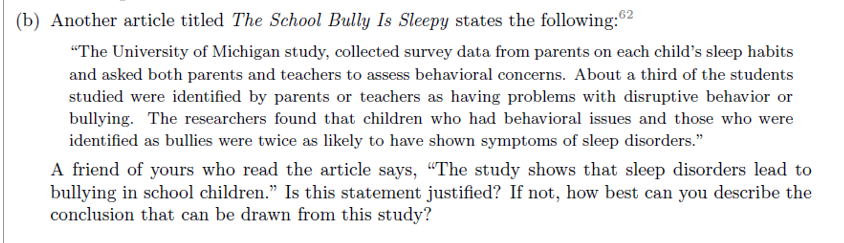 (b) Another article titled The School Bully Is Sleepy states the following:62
“The University of Michigan study, collected survey data from parents on each child’s sleep habits
and asked both parents and teachers to assess behavioral concerns. About a third of the students
studied were identified by parents or teachers as having problems with disruptive behavior or
bullying. The researchers found that children who had behavioral issues and those who were
identified as bullies were twice as likely to have shown symptoms of sleep disorders.”
A friend of yours who read the article says, “The study shows that sleep disorders lead to
bullying in school children.” Is this statement justified? If not, how best can you describe the
conclusion that can be drawn from this study?